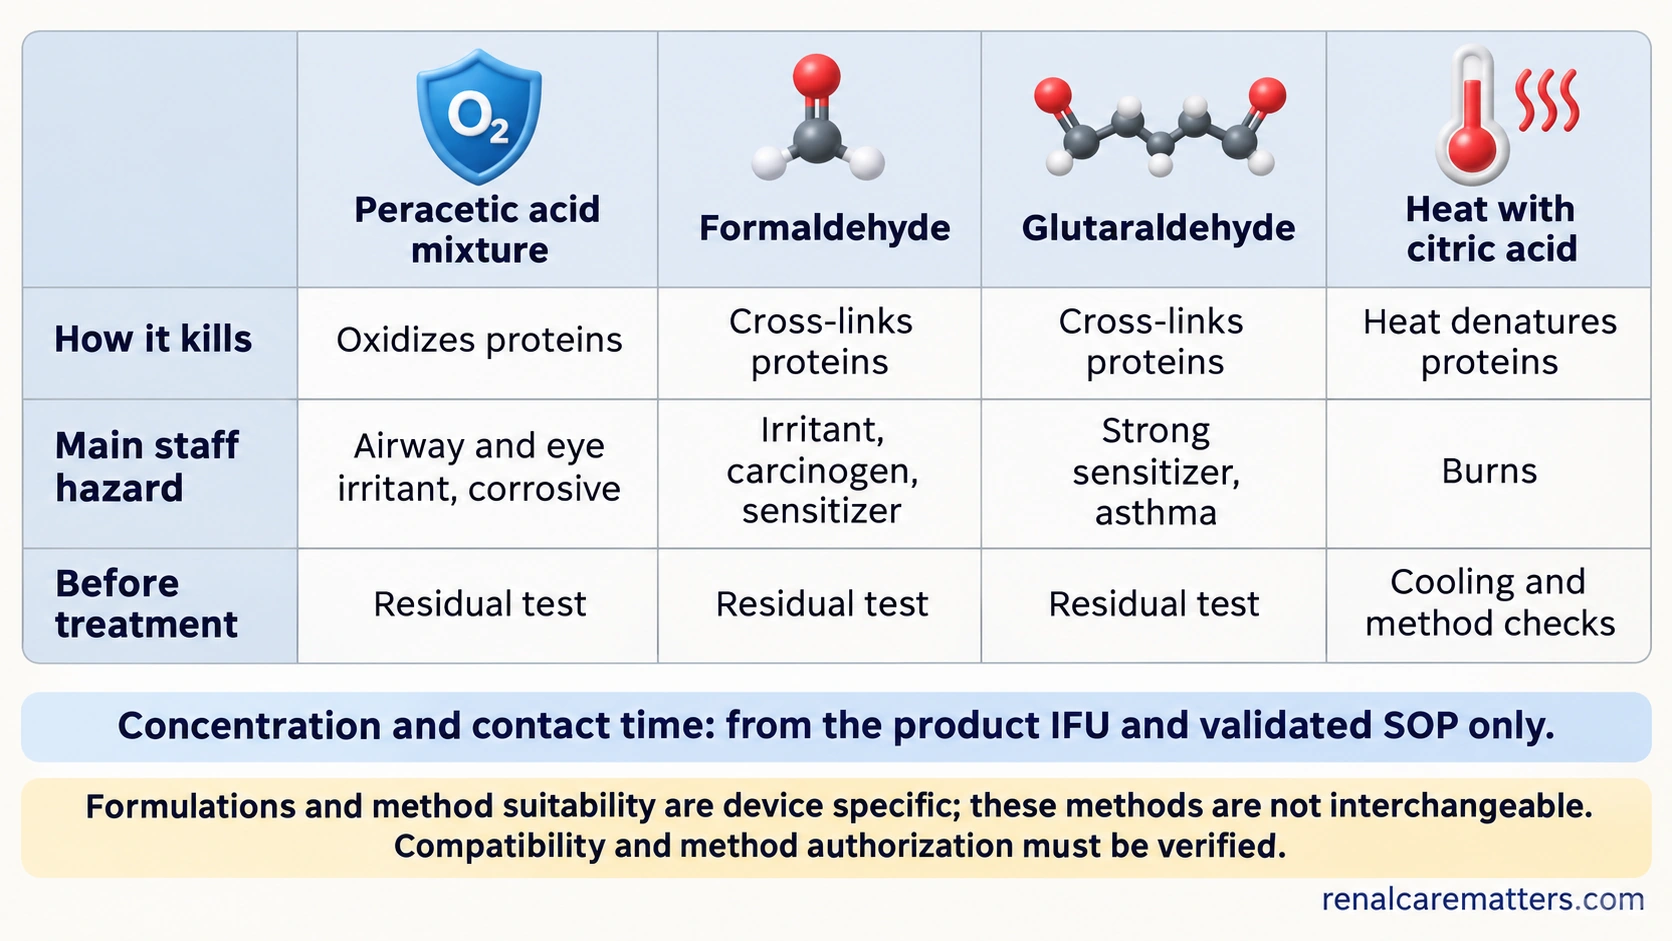 O2
Peracetic acid
mixture
Formaldehyde
Glutaraldehyde
Heat with
citric acid
How it kills
Oxidizes proteins
Cross-links
proteins
Cross-links
proteins
Heat denatures
proteins
Main staff
hazard
Airway and eye
irritant, corrosive
Irritant,
carcinogen,
sensitizer
Strong
sensitizer,
asthma
Burns
Before
treatment
Residual test
Residual test
Residual test
Cooling and
method checks
Concentration and contact time: from the product IFU and validated SOP only.
Formulations and method suitability are device specific; these methods are not interchangeable.
Compatibility and method authorization must be verified.
renalcarematters.com